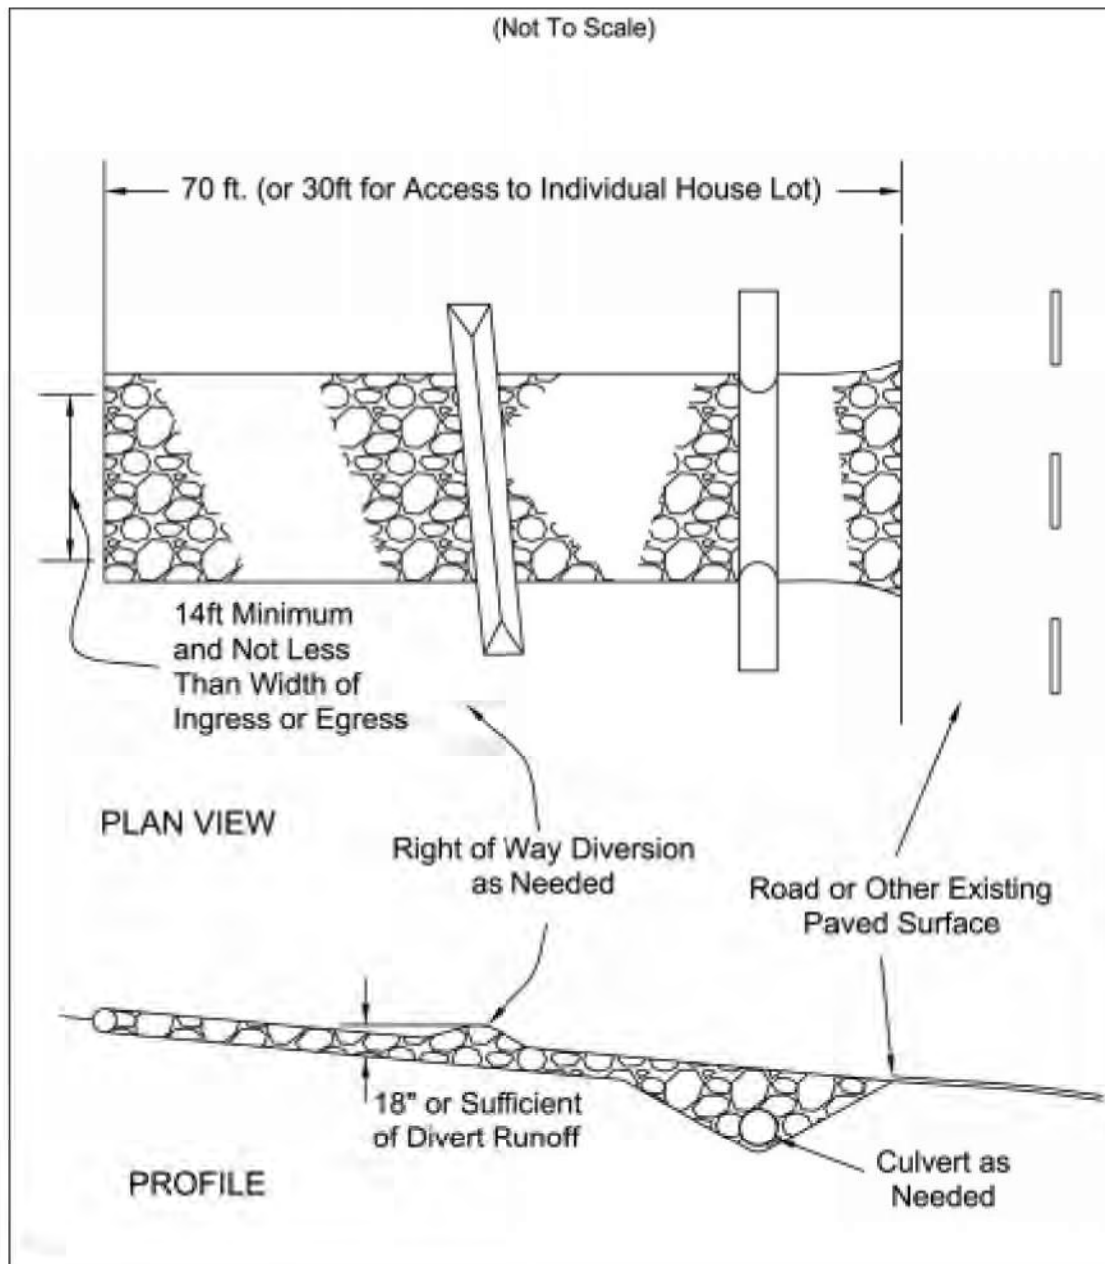 (Not To Scale)
70 ft. (or 30ft for Access to Individual House Lot)
14ft Minimum
and Not Less
Than Width of
Ingress or Egress
PLAN VIEW
Right of Way Diversion
as Needed
Road or Other Existing
Paved Surface
18" or Sufficient
of Divert Runoff
Culvert as
Needed
PROFILE